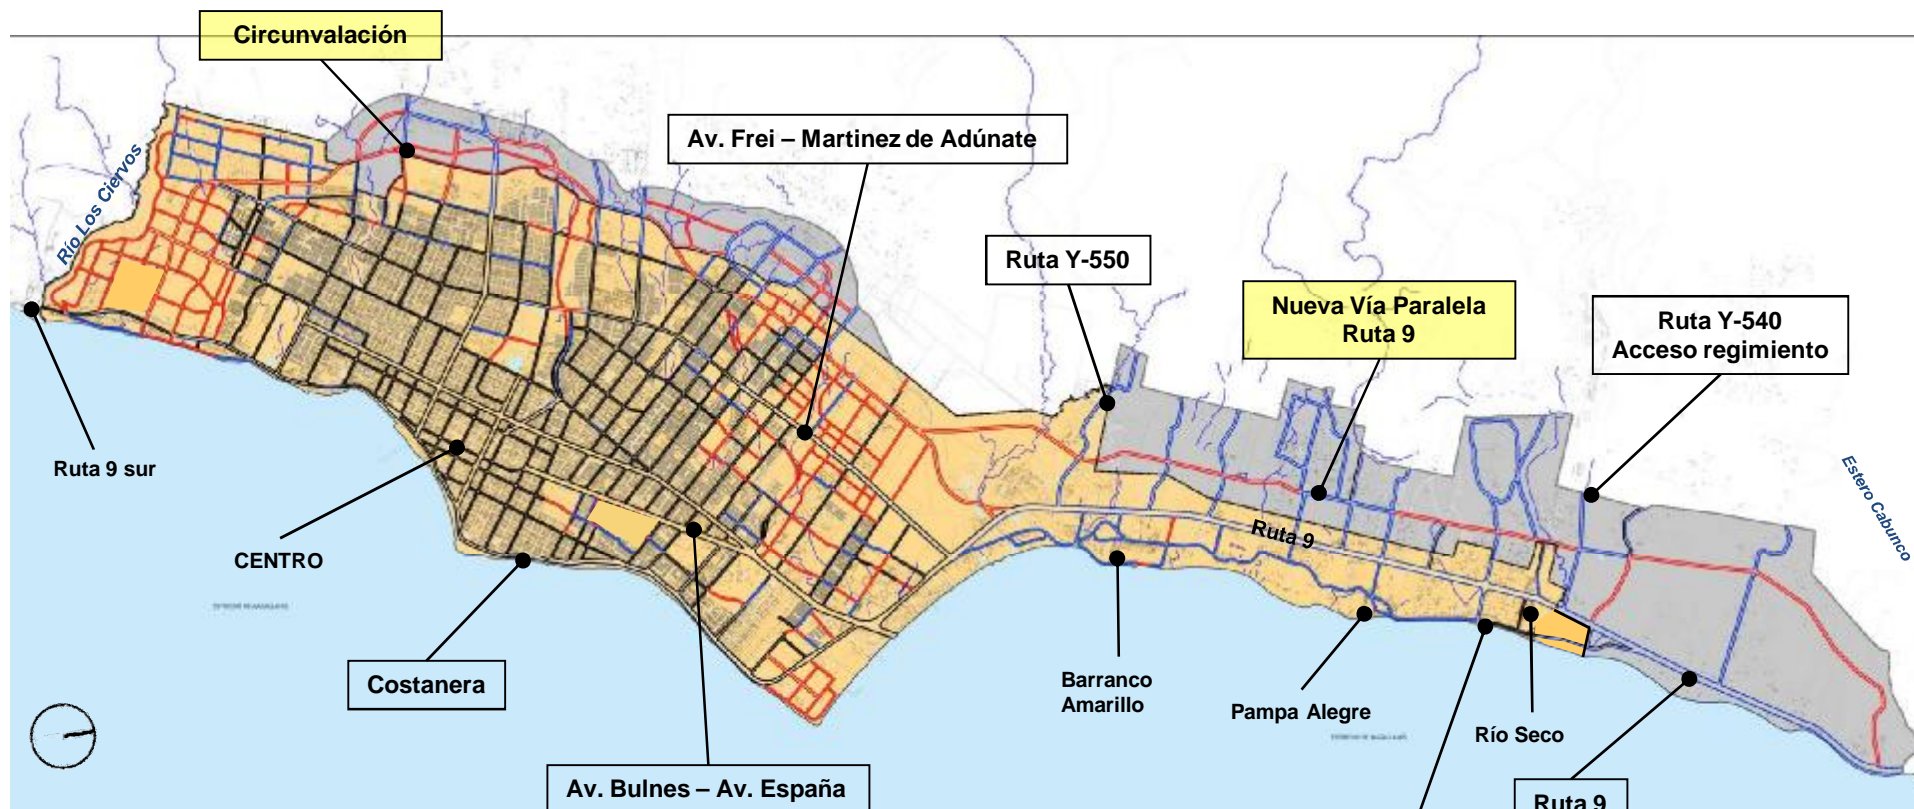 Circunvalación
Av. Frei – Martinez de Adúnate
Río Los Ciervos
Ruta Y-550
Nueva Vía Paralela
Ruta 9
Ruta Y-540
Acceso regimiento
Ruta 9 sur
Estero Cabunco
Ruta 9
CENTRO
Costanera
Barranco
Amarillo
Pampa Alegre
Río Seco
Av. Bulnes – Av. España
Ruta 9